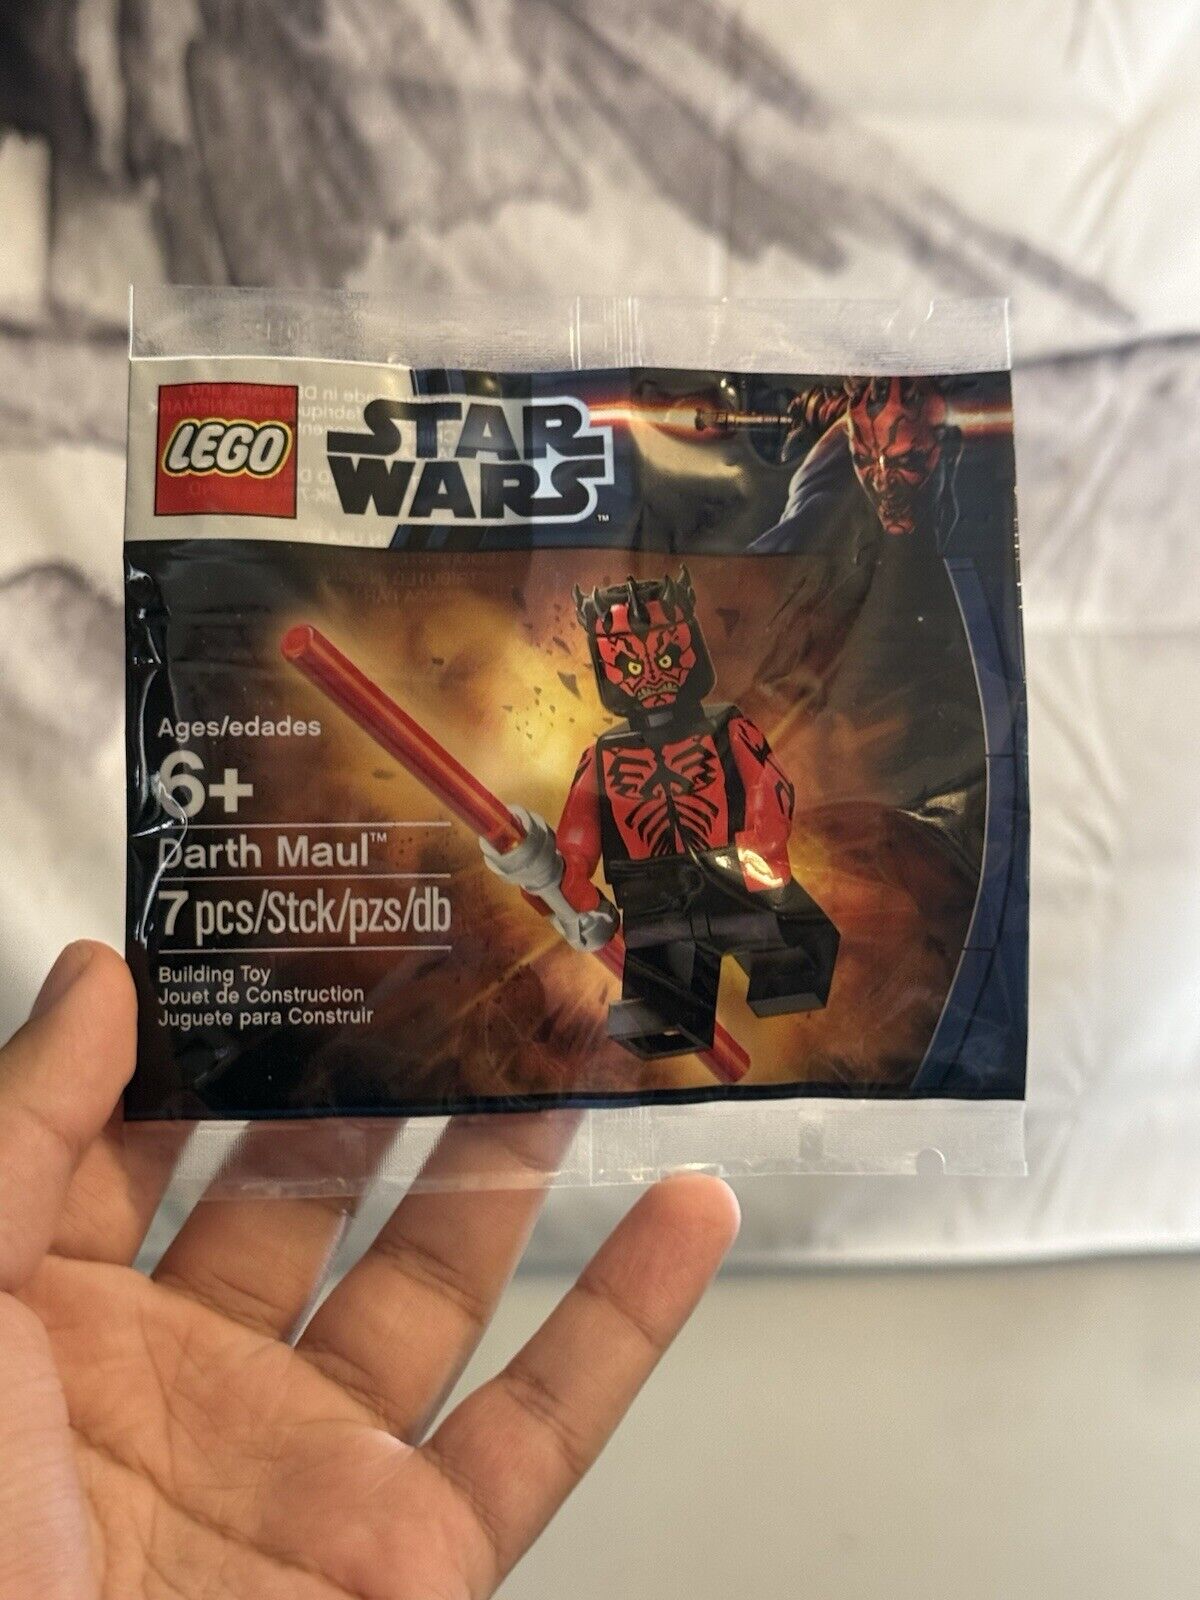 LEGO
STAR
WARS™
Ages/edades
6+
Darth Maul™
7 pcs/Stck/pzs/db
Building Toy
Jouet de Construction
Juguete para Construir